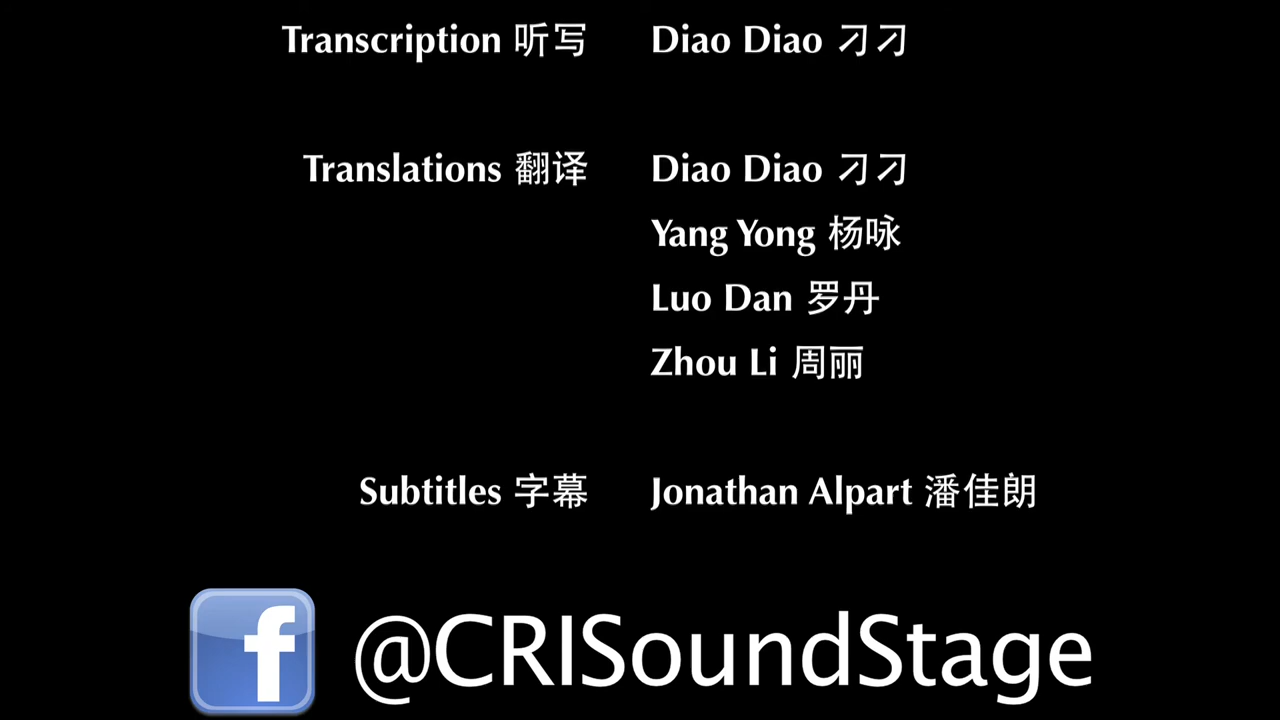 Transcription 听写 Diao Diao 刁刁
Translations 翻译 Diao Diao 刁刁
Yang Yong 杨咏
Luo Dan 罗丹
Zhou Li 周丽
Subtitles 字幕 Jonathan Alpart 潘佳朗
f @CRISoundStage